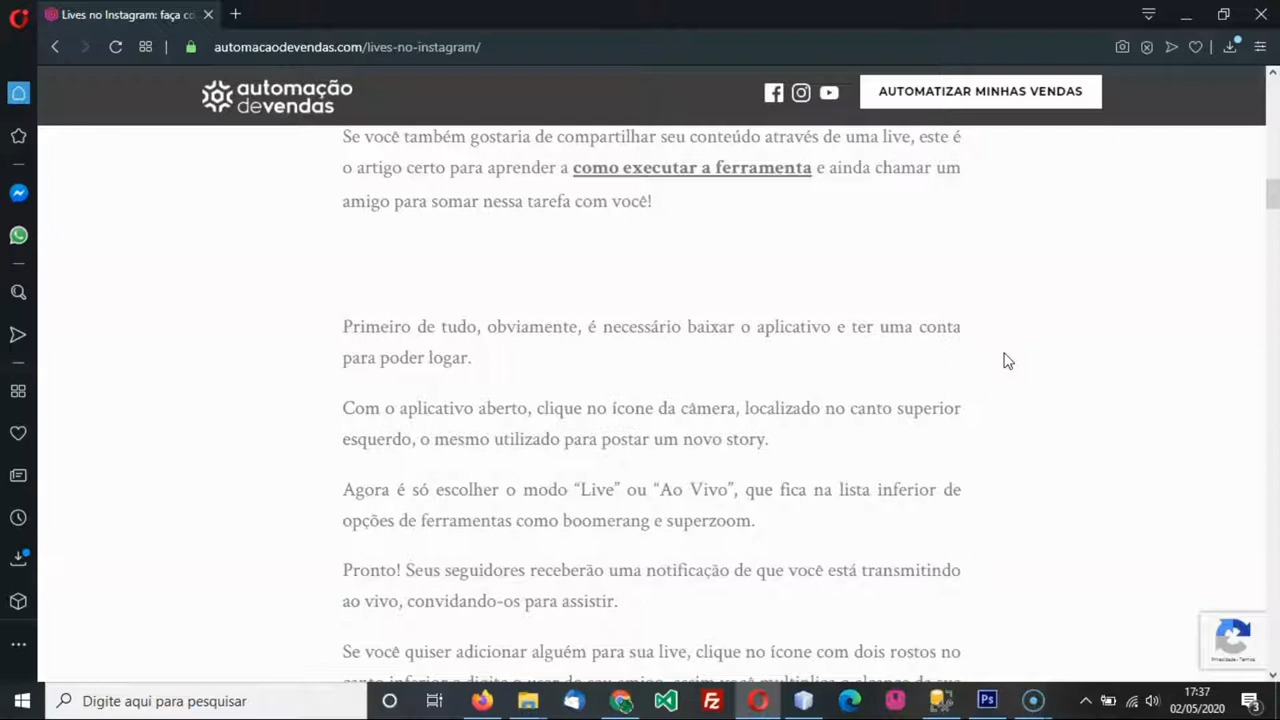 Lives no Instagram: faça co
automacaodevendas.com/lives-no-instagram/
automação
devendas
AUTOMATIZAR MINHAS VENDAS
Se você também gostaria de compartilhar seu conteúdo através de uma live, este é
o artigo certo para aprender a como executar a ferramenta e ainda chamar um
amigo para somar nessa tarefa com você!
Primeiro de tudo, obviamente, é necessário baixar o aplicativo e ter uma conta
para poder logar.
Com o aplicativo aberto, clique no ícone da câmera, localizado no canto superior
esquerdo, o mesmo utilizado para postar um novo story.
Agora é só escolher o modo “Live” ou “Ao Vivo”, que fica na lista inferior de
opções de ferramentas como boomerang e superzoom.
Pronto! Seus seguidores receberão uma notificação de que você está transmitindo
ao vivo, convidando-os para assistir.
Se você quiser adicionar alguém para sua live, clique no ícone com dois rostos no
Privacidade - Termos
Digite aqui para pesquisar
17:37
02/05/2020
3